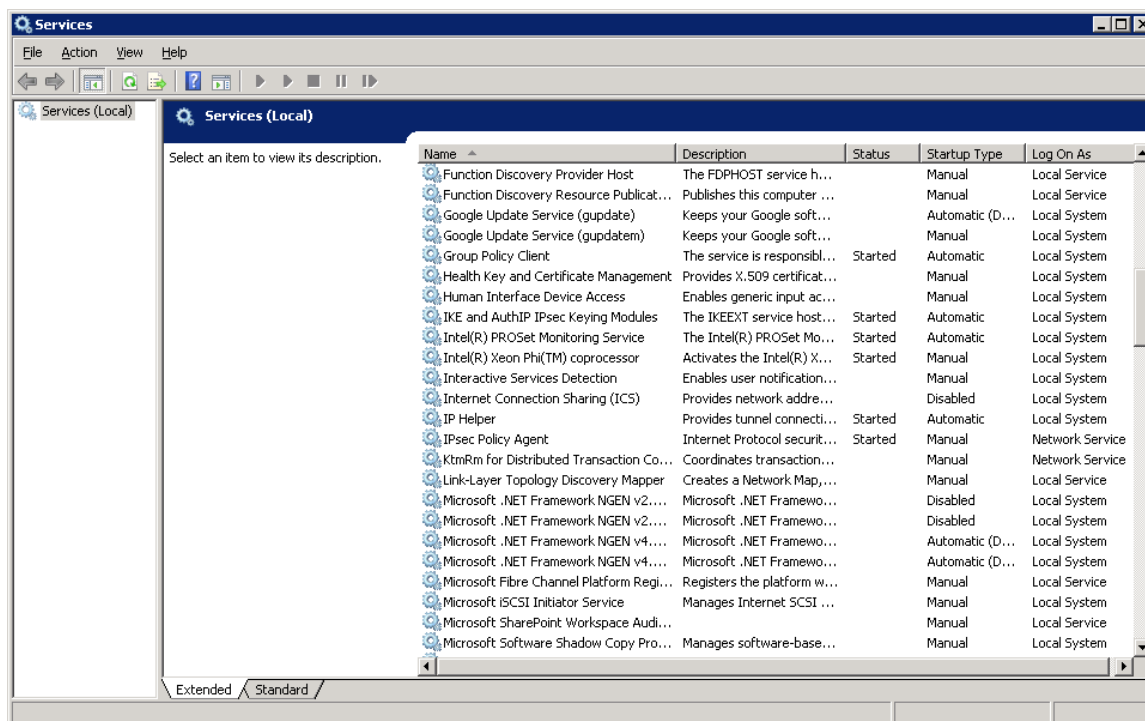 Services
File Action View Help
Services (Local)
Services (Local)
Select an item to view its description.
Name Description Status Startup Type Log On As
Function Discovery Provider Host The FDPHOST service h... Manual Local Service
Function Discovery Resource Publicat... Publishes this computer ... Manual Local Service
Google Update Service (gupdate) Keeps your Google soft... Automatic (D... Local System
Google Update Service (gupdatem) Keeps your Google soft... Manual Local System
Group Policy Client The service is responsibl... Started Automatic Local System
Health Key and Certificate Management Provides X.509 certificat... Manual Local System
Human Interface Device Access Enables generic input ac... Manual Local System
IKE and AuthIP IPsec Keying Modules The IKEEXT service host... Started Automatic Local System
Intel(R) PROSet Monitoring Service The Intel(R) PROSet Mo... Started Automatic Local System
Intel(R) Xeon Phi(TM) coprocessor Activates the Intel(R) X... Started Manual Local System
Interactive Services Detection Enables user notification... Manual Local System
Internet Connection Sharing (ICS) Provides network addre... Disabled Local System
IP Helper Provides tunnel connecti... Started Automatic Local System
IPsec Policy Agent Internet Protocol securit... Started Manual Network Service
KtmRm for Distributed Transaction Co... Coordinates transaction... Manual Network Service
Link-Layer Topology Discovery Mapper Creates a Network Map,... Manual Local Service
Microsoft .NET Framework NGEN v2.... Microsoft .NET Framewo... Disabled Local System
Microsoft .NET Framework NGEN v2.... Microsoft .NET Framewo... Disabled Local System
Microsoft .NET Framework NGEN v4.... Microsoft .NET Framewo... Automatic (D... Local System
Microsoft .NET Framework NGEN v4.... Microsoft .NET Framewo... Automatic (D... Local System
Microsoft Fibre Channel Platform Regi... Registers the platform w... Manual Local Service
Microsoft iSCSI Initiator Service Manages Internet SCSI ... Manual Local System
Microsoft SharePoint Workspace Audi... Manual Local Service
Microsoft Software Shadow Copy Pro... Manages software-base... Manual Local System
Extended Standard